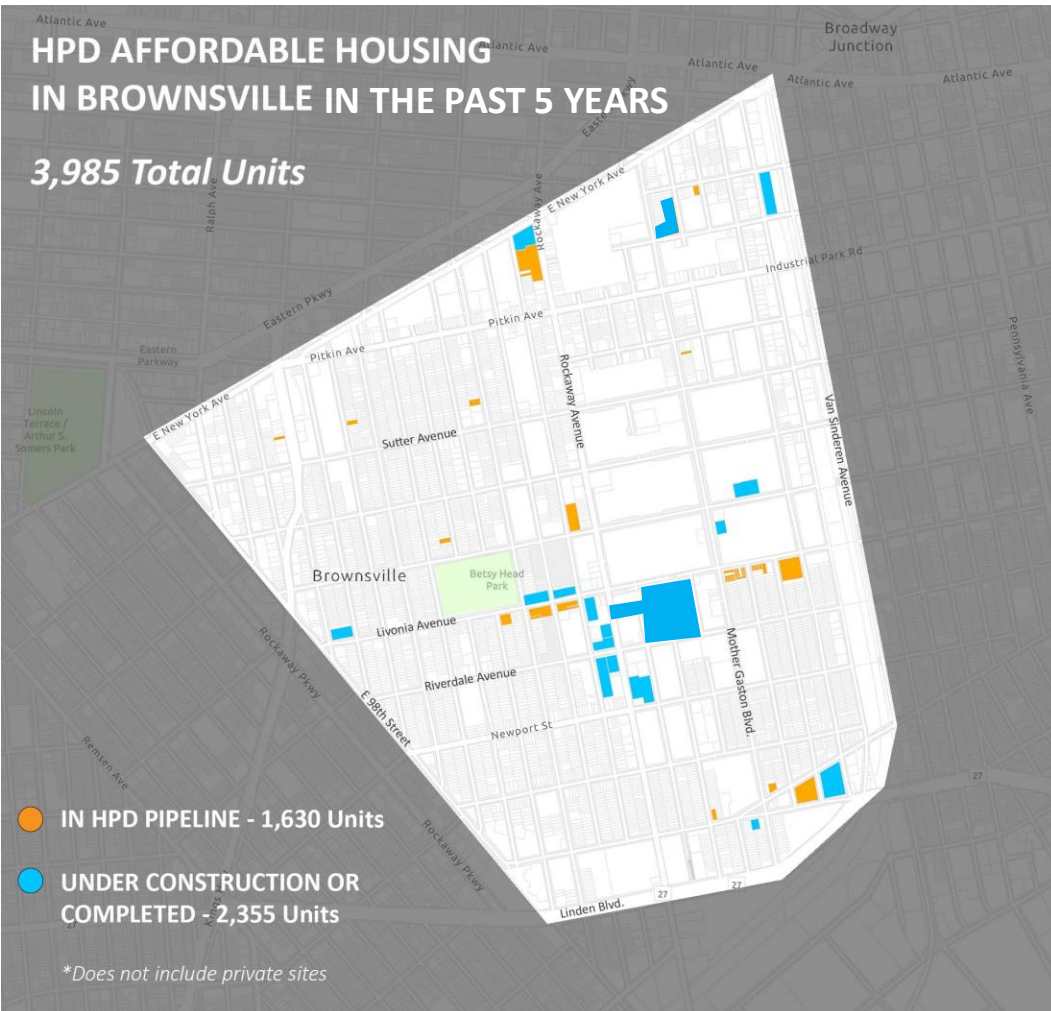 Atlantic Ave
Broadway
Junction
HPD AFFORDABLE HOUSING
Atlantic Ave
Atlantic Ave
Atlantic Ave
Atlantic Ave
IN BROWNSVILLE IN THE PAST 5 YEARS
3,985 Total Units
Ralph Ave
Rockaway Ave
E New York Ave
Industrial Park Rd
Eastern Pkwy
Pitkin Ave
Pitkin Ave
Eastern
Parkway
Pennsylvania Ave
Rockaway Avenue
Lincoln
Terrace /
Arthur S.
Somers Park
E New York Ave
Sutter Avenue
Van Sinderen Avenue
Brownsville
Betsy Head
Park
Livonia Avenue
Mother Gaston Blvd.
Rockaway Pkwy
Riverdale Avenue
E 98th Street
Newport St
Remsen Ave
27
IN HPD PIPELINE - 1,630 Units
Rockaway Pkwy
UNDER CONSTRUCTION OR
COMPLETED - 2,355 Units
27
27
Linden Blvd.
27
*Does not include private sites